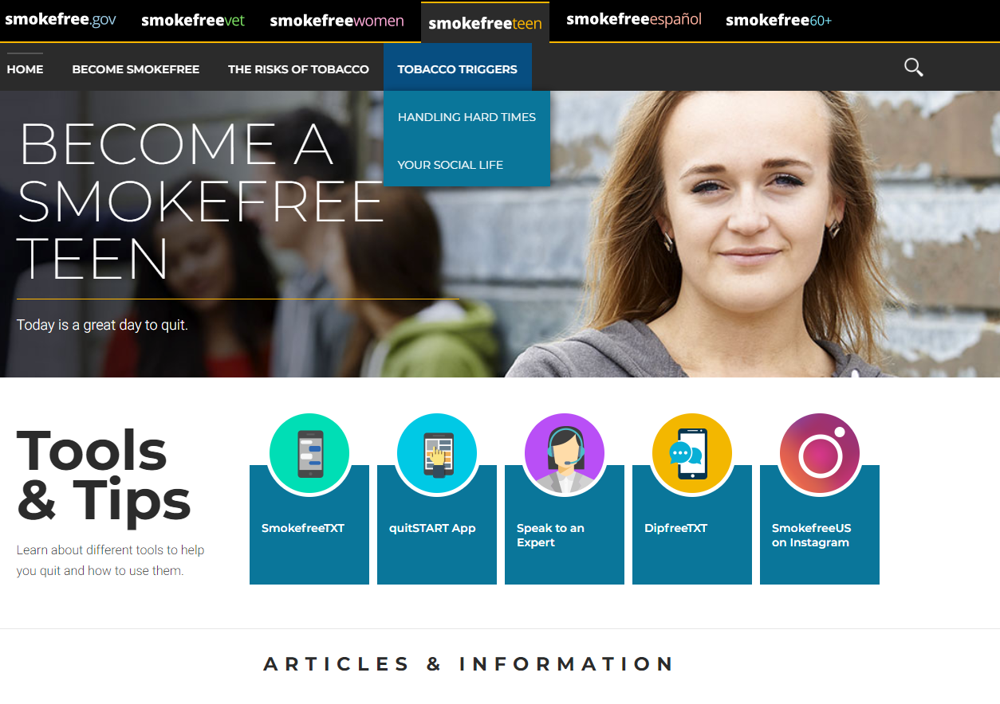 smokefree.gov smokefreevet smokefreewomen smokefreeteen smokefreeespañol smokefree60+
HOME BECOME SMOKEFREE THE RISKS OF TOBACCO TOBACCO TRIGGERS
HANDLING HARD TIMES
YOUR SOCIAL LIFE
BECOME A
SMOKEFREE
TEEN
Today is a great day to quit.
Tools
& Tips
Learn about different tools to help
you quit and how to use them.
SmokefreeTXT
quitSTART App
Speak to an
Expert
DipfreeTXT
SmokefreeUS
on Instagram
ARTICLES & INFORMATION